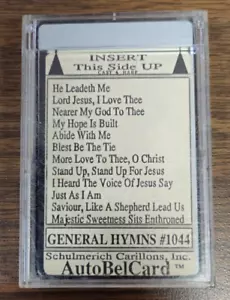 INSERT
This Side UP
CAST & HARP
He Leadeth Me
Lord Jesus, I Love Thee
Nearer My God To Thee
My Hope Is Built
Abide With Me
Blest Be The Tie
More Love To Thee, O Christ
Stand Up, Stand Up For Jesus
I Heard The Voice Of Jesus Say
Just As I Am
Saviour, Like A Shepherd Lead Us
Majestic Sweetness Sits Enthroned
GENERAL HYMNS #1044
Schulmerich Carillons, Inc.
AutoBelCard™